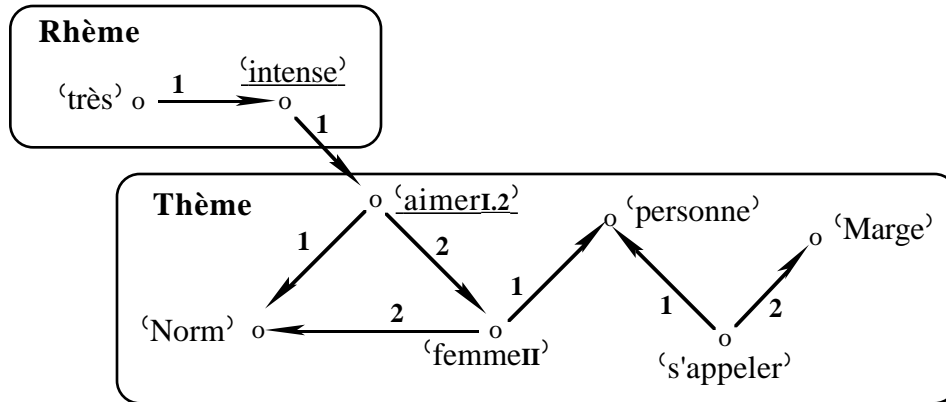 Rhème
‘très’ o 1 ‘intense’ o
1
Thème
o ‘aimerI.2’
‘personne’ o
o ‘Marge’
1 2
1 1 2
‘Norm’ o 2 o
‘femmeII’
o
‘s'appeler’